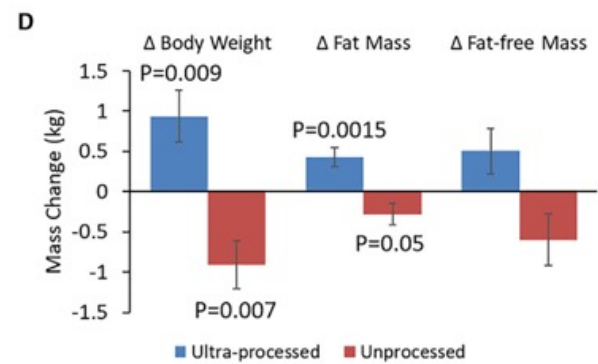 D
Δ Body Weight Δ Fat Mass Δ Fat-free Mass
Mass Change (kg)
1.5
1
0.5
0
-0.5
-1
-1.5
P=0.009
P=0.0015
P=0.05
P=0.007
Ultra-processed Unprocessed